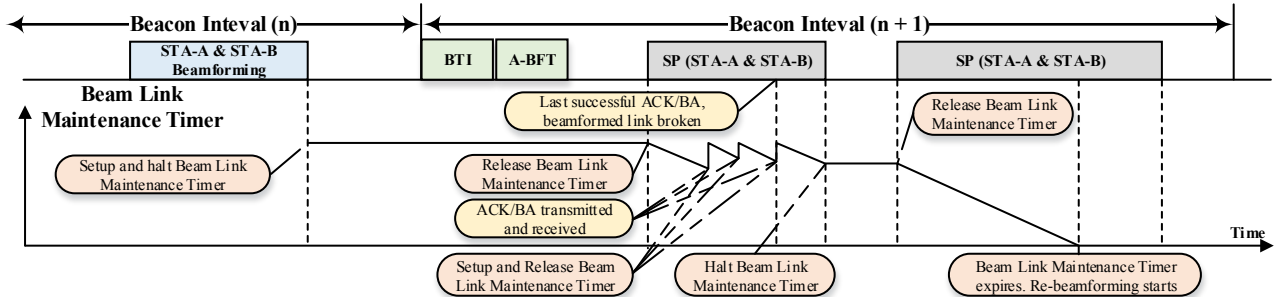 Beacon Inteval (n)
Beacon Inteval (n + 1)
STA-A & STA-B
Beamforming
BTI
A-BFT
SP (STA-A & STA-B)
SP (STA-A & STA-B)
Beam Link
Maintenance Timer
Last successful ACK/BA,
beamformed link broken
Release Beam Link
Maintenance Timer
Setup and halt Beam Link
Maintenance Timer
Release Beam Link
Maintenance Timer
ACK/BA transmitted
and received
Time
Setup and Release Beam
Link Maintenance Timer
Halt Beam Link
Maintenance Timer
Beam Link Maintenance Timer
expires. Re-beamforming starts